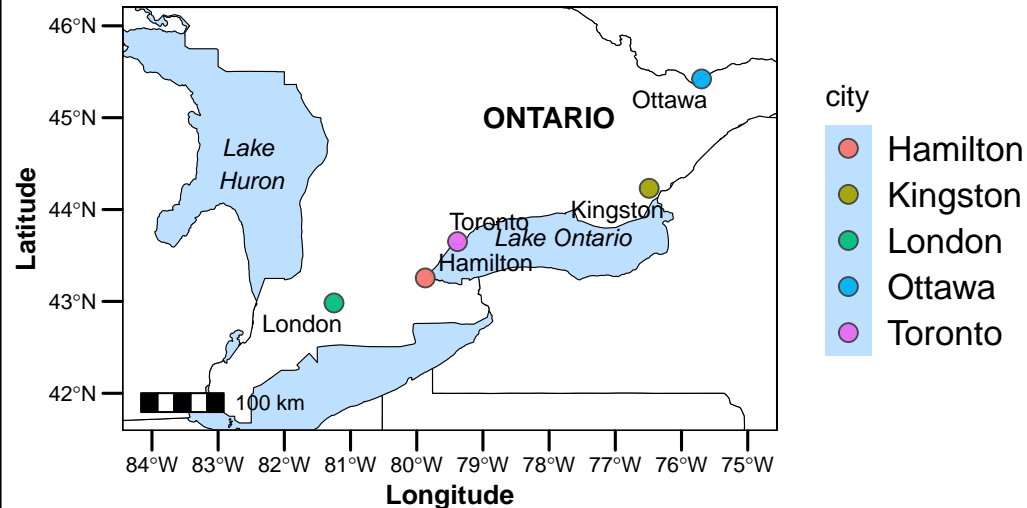 46°N
45°N
44°N
43°N
42°N
Latitude
Ottawa
ONTARIO
Lake
Huron
Kingston
Toronto
Lake Ontario
Hamilton
London
100 km
84°W 83°W 82°W 81°W 80°W 79°W 78°W 77°W 76°W 75°W
Longitude
city
Hamilton
Kingston
London
Ottawa
Toronto